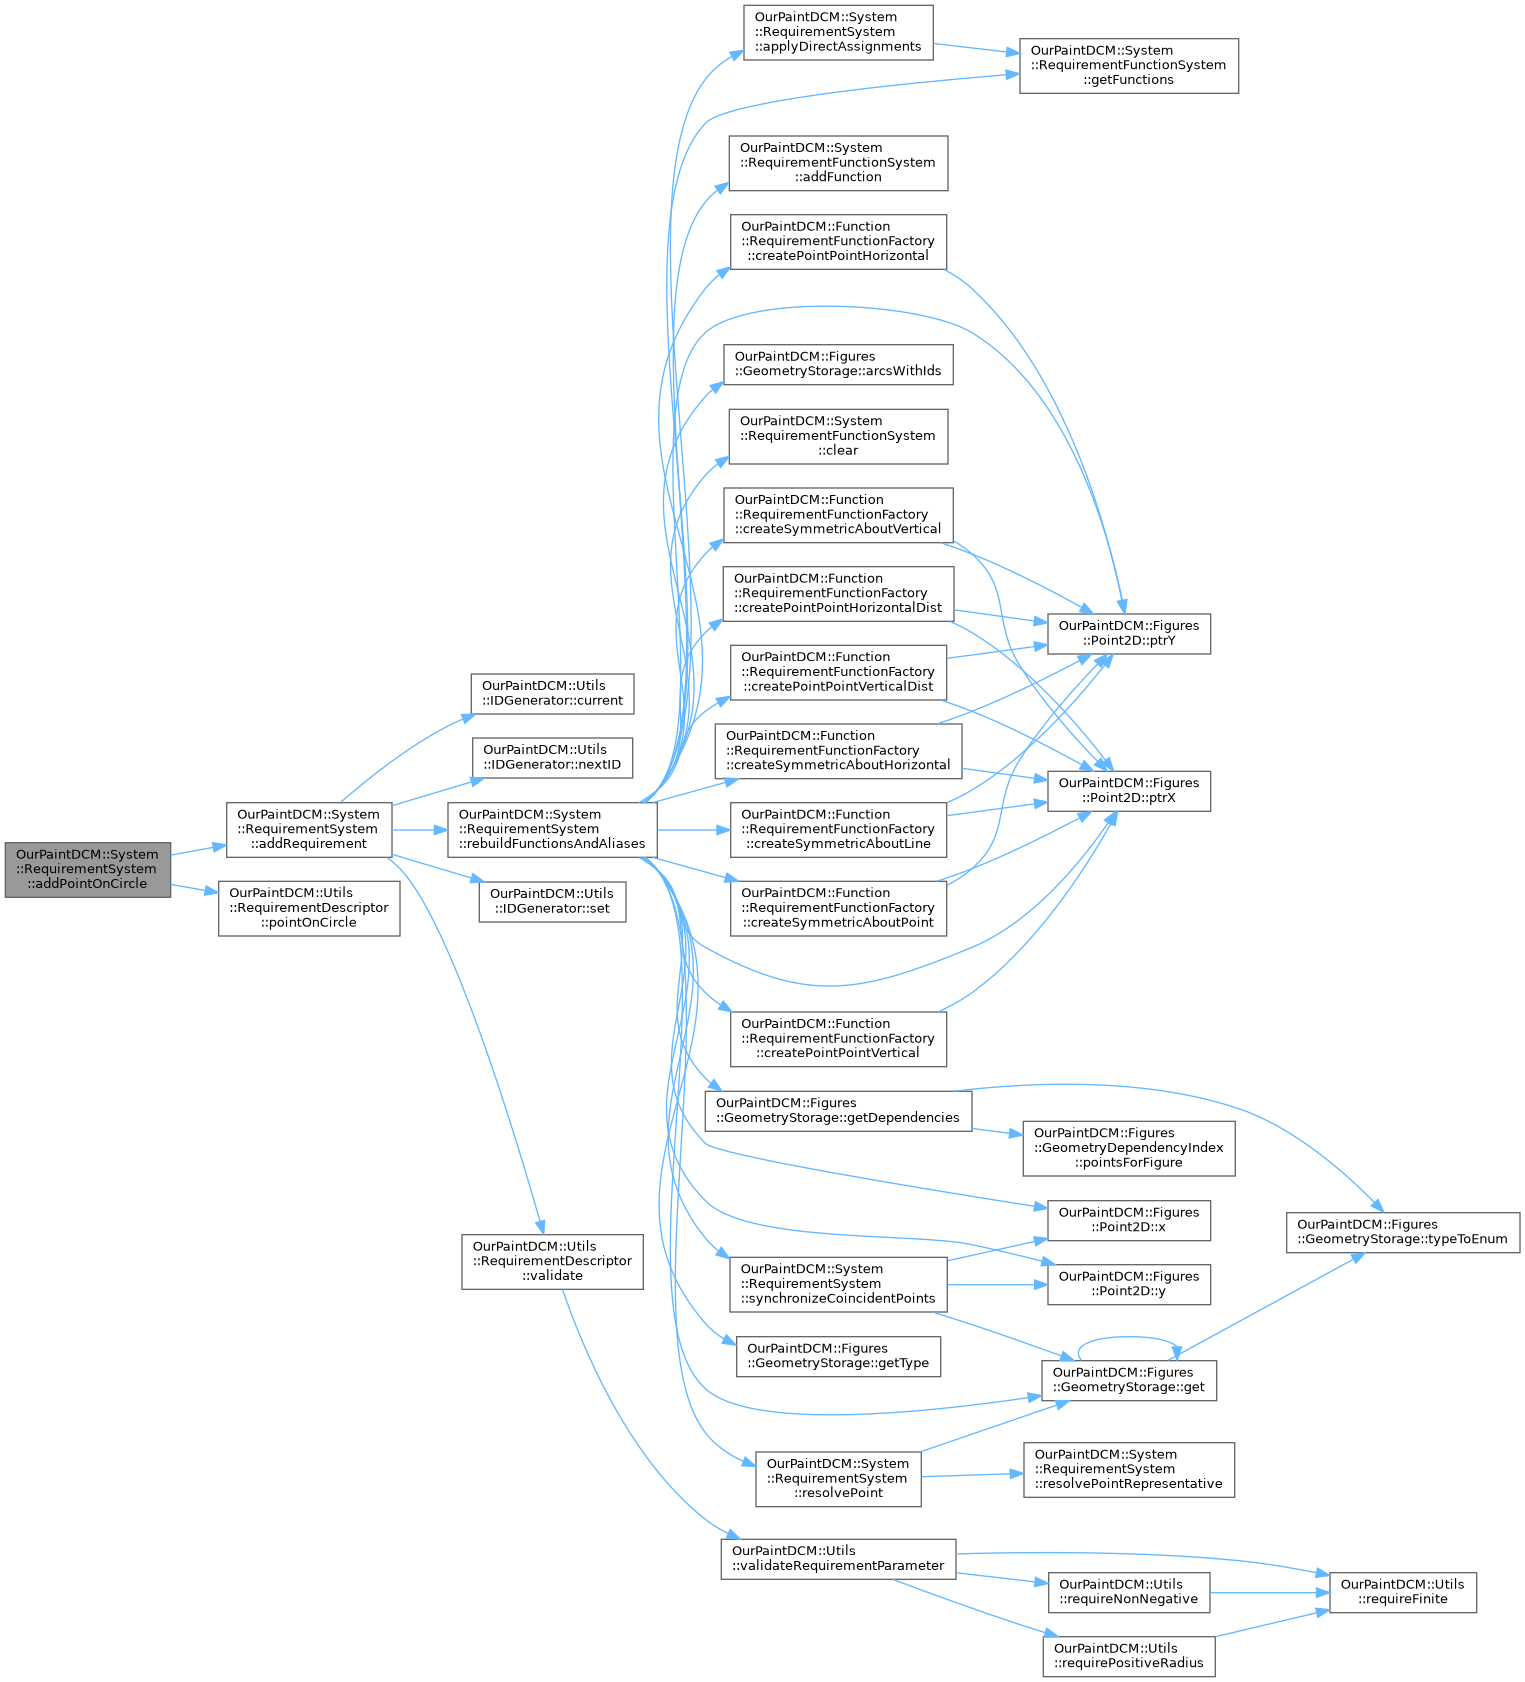 OurPaintDCM::System
::RequirementSystem
::addPointOnCircle
OurPaintDCM::System
::RequirementSystem
::addRequirement
OurPaintDCM::Utils
::RequirementDescriptor
::pointOnCircle
OurPaintDCM::Utils
::IDGenerator::current
OurPaintDCM::Utils
::IDGenerator::nextID
OurPaintDCM::System
::RequirementSystem
::rebuildFunctionsAndAliases
OurPaintDCM::Utils
::IDGenerator::set
OurPaintDCM::Utils
::RequirementDescriptor
::validate
OurPaintDCM::System
::RequirementSystem
::applyDirectAssignments
OurPaintDCM::System
::RequirementFunctionSystem
::getFunctions
OurPaintDCM::System
::RequirementFunctionSystem
::addFunction
OurPaintDCM::Function
::RequirementFunctionFactory
::createPointPointHorizontal
OurPaintDCM::Figures
::GeometryStorage::arcsWithIds
OurPaintDCM::System
::RequirementFunctionSystem
::clear
OurPaintDCM::Function
::RequirementFunctionFactory
::createSymmetricAboutVertical
OurPaintDCM::Function
::RequirementFunctionFactory
::createPointPointHorizontalDist
OurPaintDCM::Function
::RequirementFunctionFactory
::createPointPointVerticalDist
OurPaintDCM::Function
::RequirementFunctionFactory
::createSymmetricAboutHorizontal
OurPaintDCM::Function
::RequirementFunctionFactory
::createSymmetricAboutLine
OurPaintDCM::Function
::RequirementFunctionFactory
::createSymmetricAboutPoint
OurPaintDCM::Function
::RequirementFunctionFactory
::createPointPointVertical
OurPaintDCM::Figures
::Point2D::ptrY
OurPaintDCM::Figures
::Point2D::ptrX
OurPaintDCM::Figures
::GeometryStorage::getDependencies
OurPaintDCM::Figures
::GeometryDependencyIndex
::pointsForFigure
OurPaintDCM::Figures
::Point2D::x
OurPaintDCM::Figures
::GeometryStorage::typeToEnum
OurPaintDCM::System
::RequirementSystem
::synchronizeCoincidentPoints
OurPaintDCM::Figures
::Point2D::y
OurPaintDCM::Figures
::GeometryStorage::getType
OurPaintDCM::Figures
::GeometryStorage::get
OurPaintDCM::System
::RequirementSystem
::resolvePoint
OurPaintDCM::System
::RequirementSystem
::resolvePointRepresentative
OurPaintDCM::Utils
::validateRequirementParameter
OurPaintDCM::Utils
::requireNonNegative
OurPaintDCM::Utils
::requireFinite
OurPaintDCM::Utils
::requirePositiveRadius